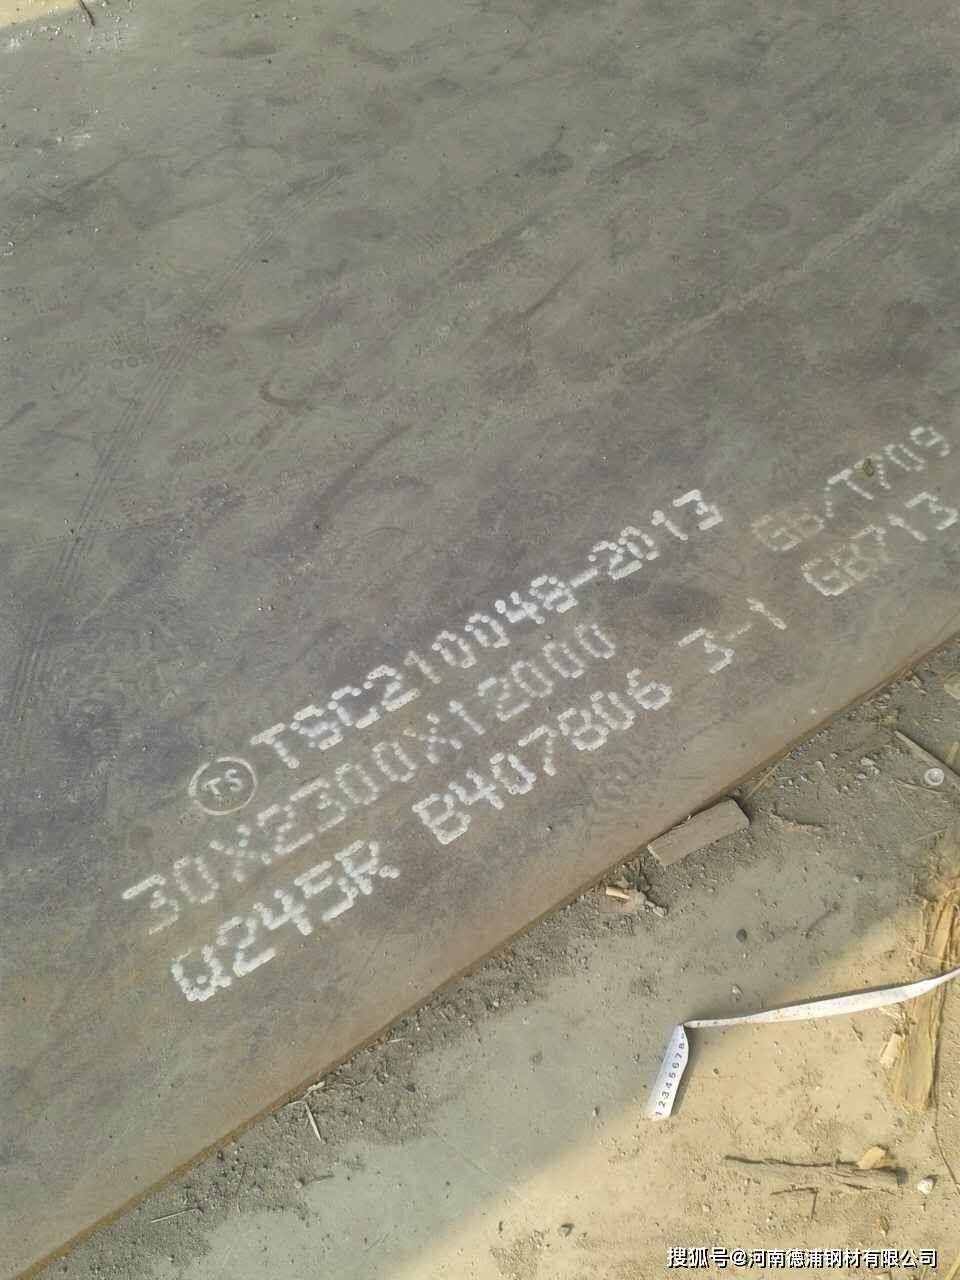 TS TSC210048-2013 GB/T709
30X2300X12000
Q245R B407806 3-1 GB713
12345678
搜狐号@河南德浦钢材有限公司